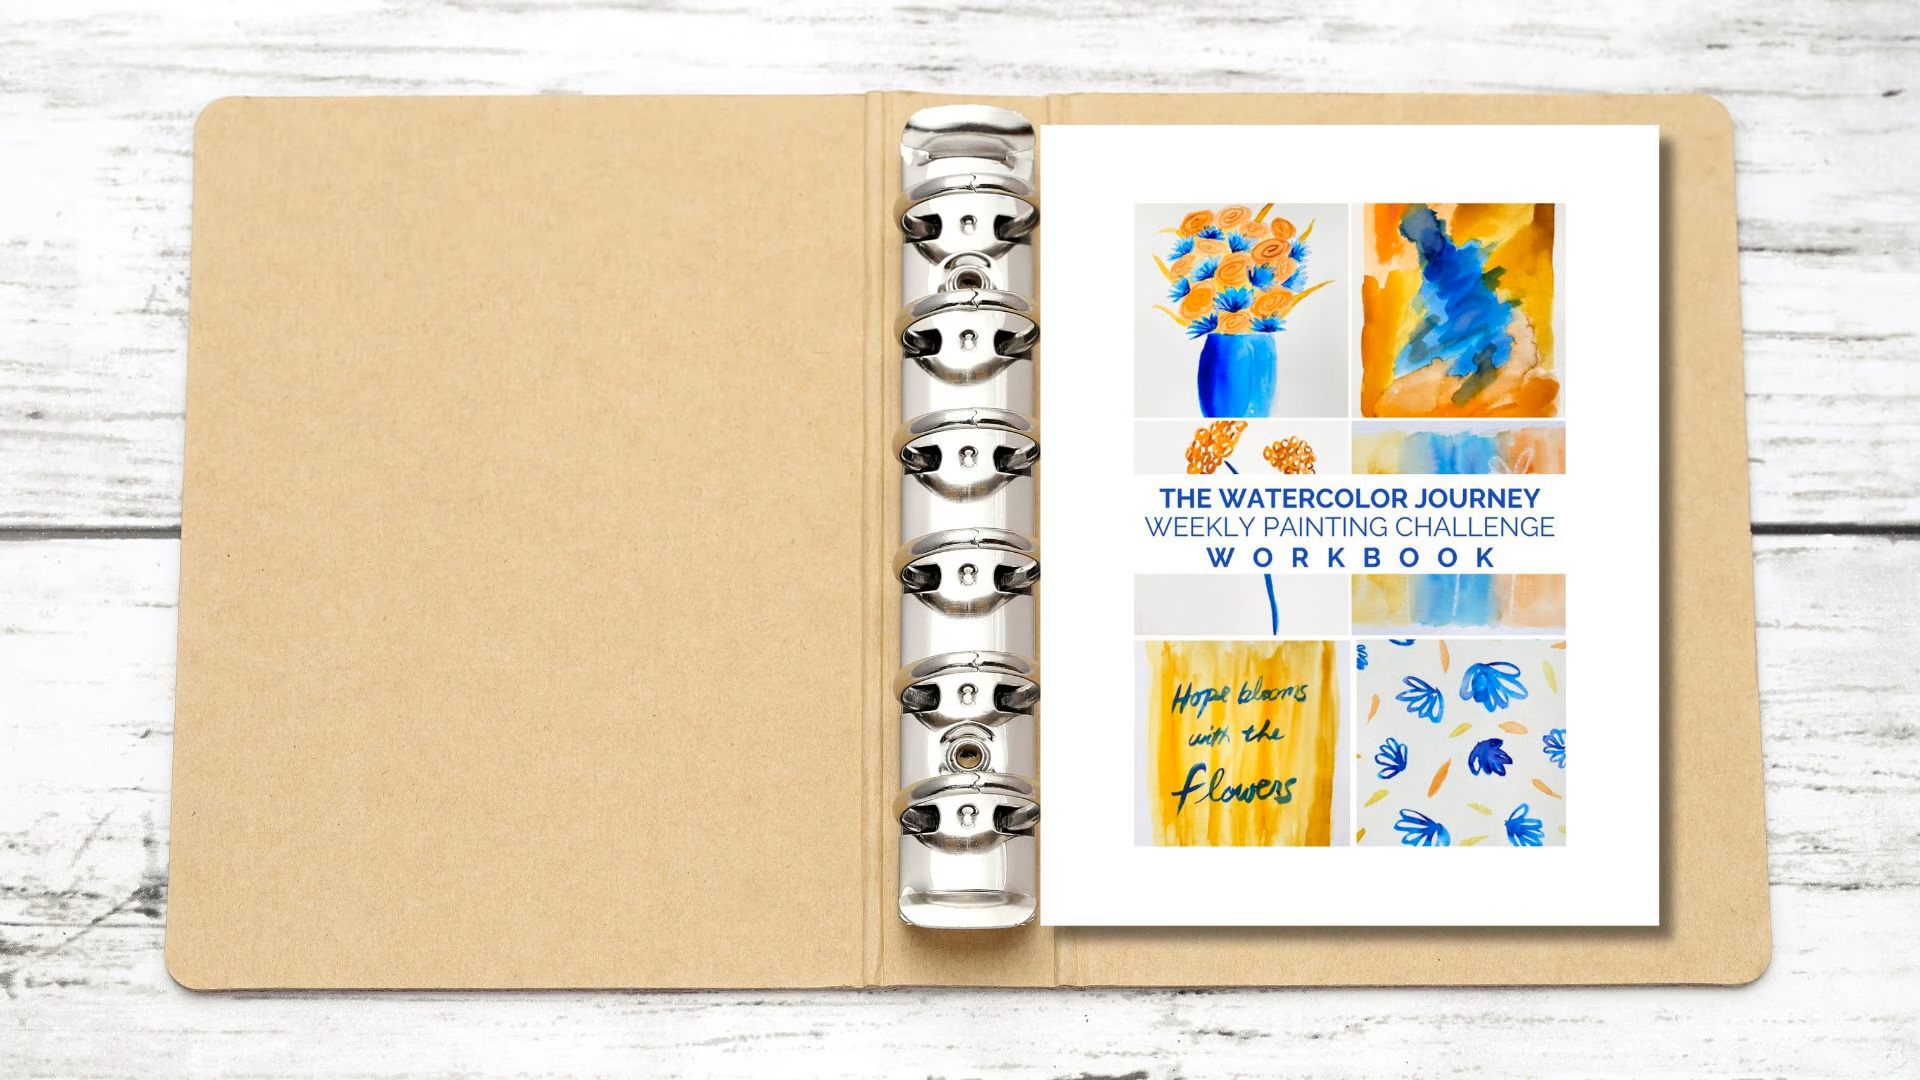 THE WATERCOLOR JOURNEY
WEEKLY PAINTING CHALLENGE
WORKBOOK
Hope blooms
with the
flowers